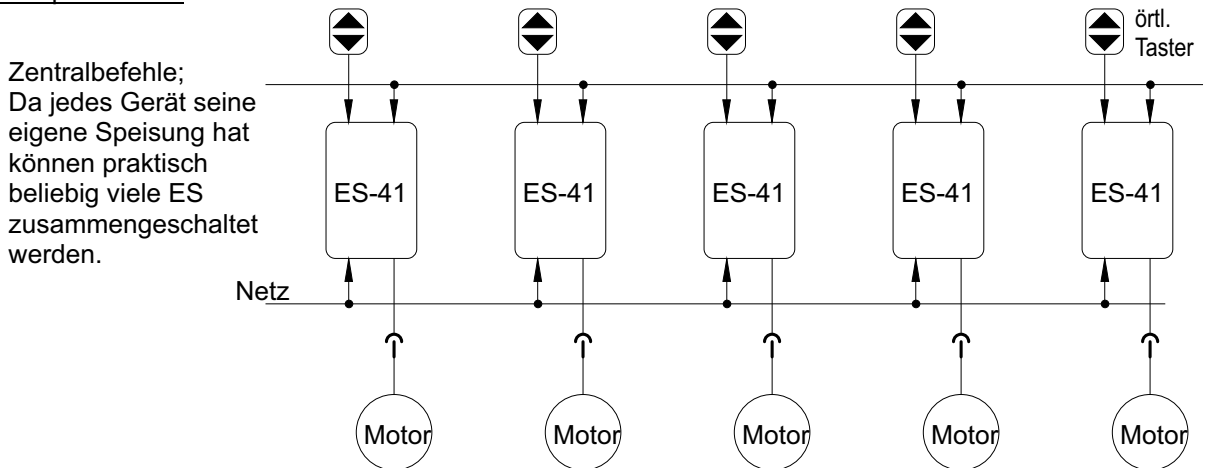 örtl.
Taster
Zentralbefehle;
Da jedes Gerät seine
eigene Speisung hat
können praktisch
beliebig viele ES
zusammengeschaltet
werden.
ES-41 ES-41 ES-41 ES-41 ES-41
Netz
Motor Motor Motor Motor Motor